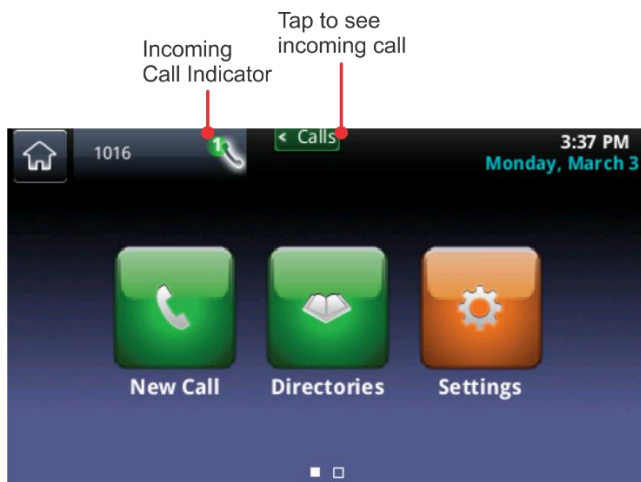 Tap to see
incoming call
Incoming
Call Indicator
1016
1
< Calls
3:37 PM
Monday, March 3
New Call
Directories
Settings